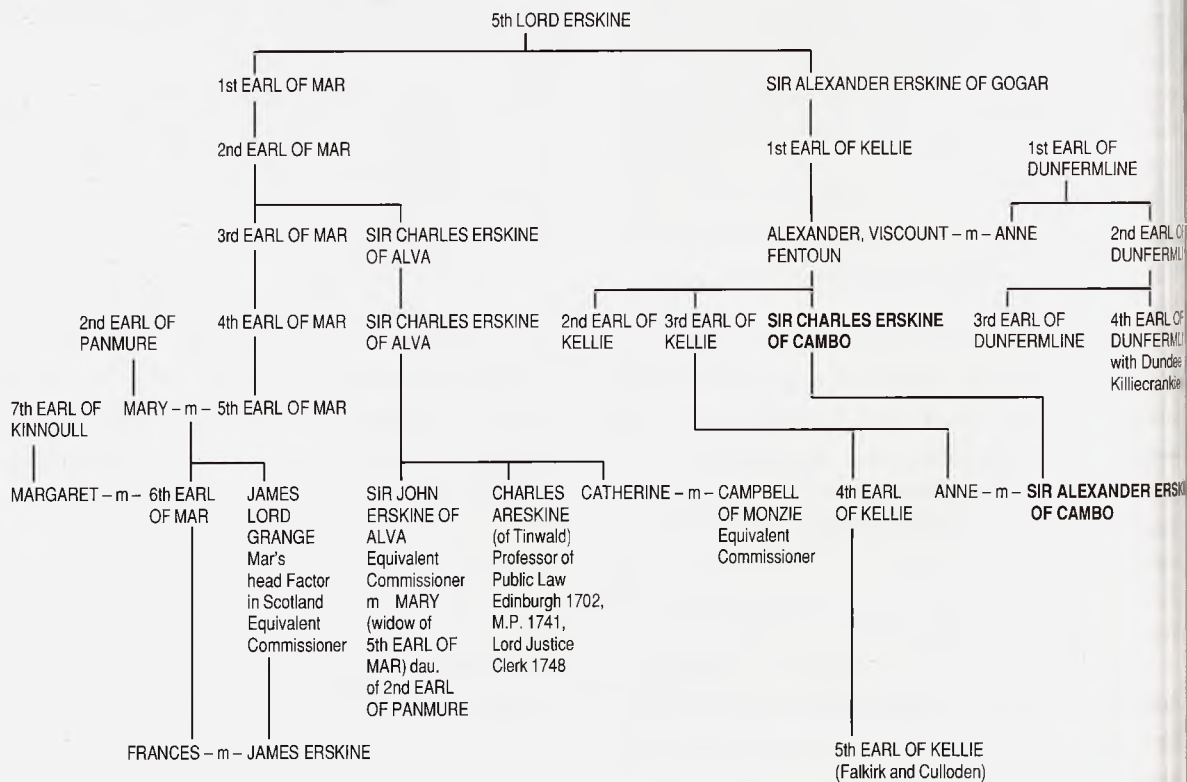 5th LORD ERSKINE
1st EARL OF MAR
SIR ALEXANDER ERSKINE OF GOGAR
2nd EARL OF MAR
1st EARL OF KELLIE
1st EARL OF
DUNFERMLINE
3rd EARL OF MAR
SIR CHARLES ERSKINE
OF ALVA
ALEXANDER, VISCOUNT – m – ANNE
FENTOUN
2nd EARL OF
2nd EARL OF
PANMURE
4th EARL OF MAR
SIR CHARLES ERSKINE
OF ALVA
2nd EARL OF
KELLIE
3rd EARL OF
KELLIE
SIR CHARLES ERSKINE
OF CAMBO
3rd EARL OF
DUNFERMLINE
4th EARL OF
with Dundee
Killiecrankie
7th EARL OF
KINNOULL
MARY – m – 5th EARL OF MAR
MARGARET – m – 6th EARL
OF MAR
JAMES
LORD
GRANGE
Mar's
head Factor
in Scotland
Equivalent
Commissioner
SIR JOHN
ERSKINE OF
ALVA
Equivalent
Commissioner
m MARY
(widow of
5th EARL OF
MAR) dau.
of 2nd EARL
OF PANMURE
CHARLES
ARESKINE
(of Tinwald)
Professor of
Public Law
Edinburgh 1702,
M.P. 1741,
Lord Justice
Clerk 1748
CATHERINE – m – CAMPBELL
OF MONZIE
Equivalent
Commissioner
4th EARL
OF KELLIE
ANNE – m – SIR ALEXANDER
OF CAMBO
FRANCES – m – JAMES ERSKINE
5th EARL OF KELLIE
(Falkirk and Culloden)